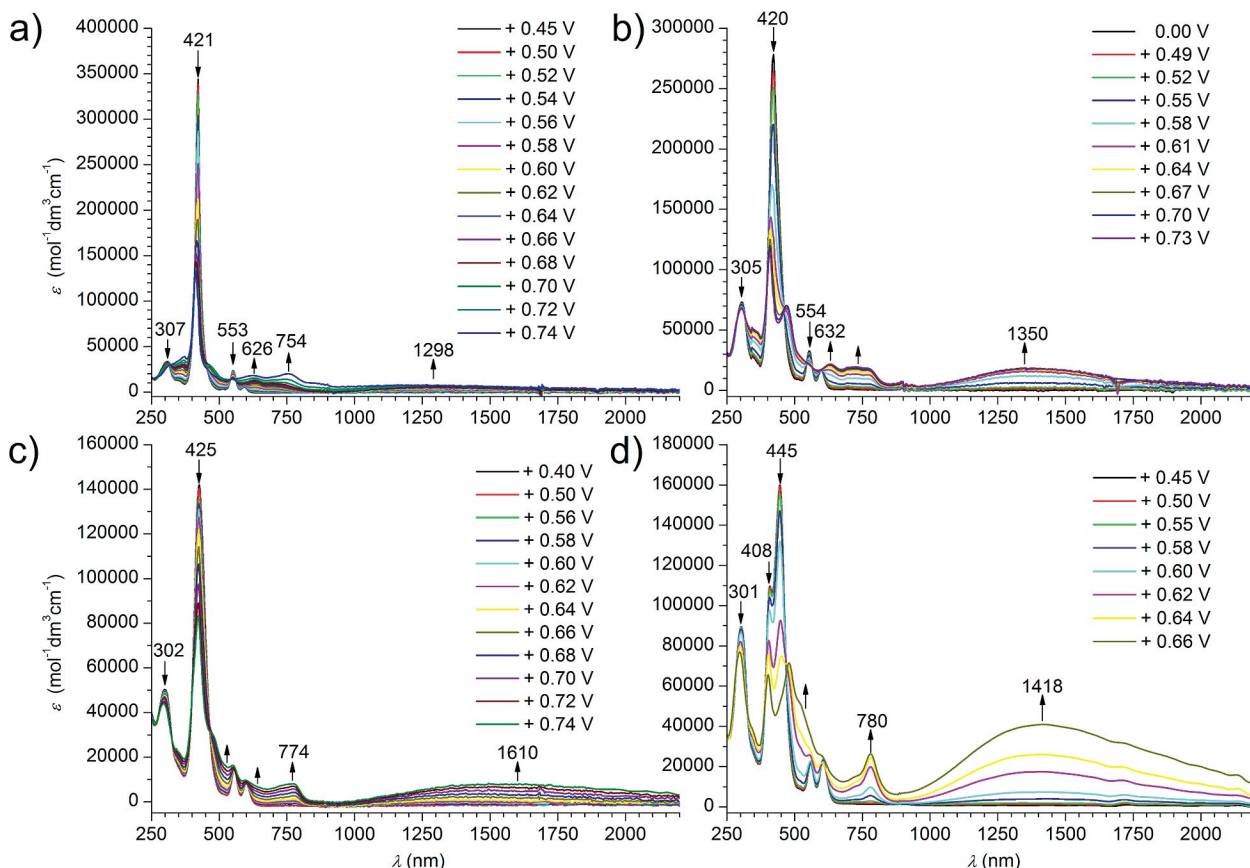 a)
ε (mol⁻¹dm³cm⁻¹)
400000
350000
300000
250000
200000
150000
100000
50000
0
421
307
553
626
754
1298
+ 0.45 V
+ 0.50 V
+ 0.52 V
+ 0.54 V
+ 0.56 V
+ 0.58 V
+ 0.60 V
+ 0.62 V
+ 0.64 V
+ 0.66 V
+ 0.68 V
+ 0.70 V
+ 0.72 V
+ 0.74 V
250 500 750 1000 1250 1500 1750 2000
b)
300000
250000
200000
150000
100000
50000
0
420
305
554
632
1350
0.00 V
+ 0.49 V
+ 0.52 V
+ 0.55 V
+ 0.58 V
+ 0.61 V
+ 0.64 V
+ 0.67 V
+ 0.70 V
+ 0.73 V
250 500 750 1000 1250 1500 1750 2000
c)
ε (mol⁻¹dm³cm⁻¹)
160000
140000
120000
100000
80000
60000
40000
20000
0
425
302
774
1610
+ 0.40 V
+ 0.50 V
+ 0.56 V
+ 0.58 V
+ 0.60 V
+ 0.62 V
+ 0.64 V
+ 0.66 V
+ 0.68 V
+ 0.70 V
+ 0.72 V
+ 0.74 V
250 500 750 1000 1250 1500 1750 2000
λ (nm)
d)
180000
160000
140000
120000
100000
80000
60000
40000
20000
0
445
408
301
780
1418
+ 0.45 V
+ 0.50 V
+ 0.55 V
+ 0.58 V
+ 0.60 V
+ 0.62 V
+ 0.64 V
+ 0.66 V
250 500 750 1000 1250 1500 1750 2000
λ (nm)